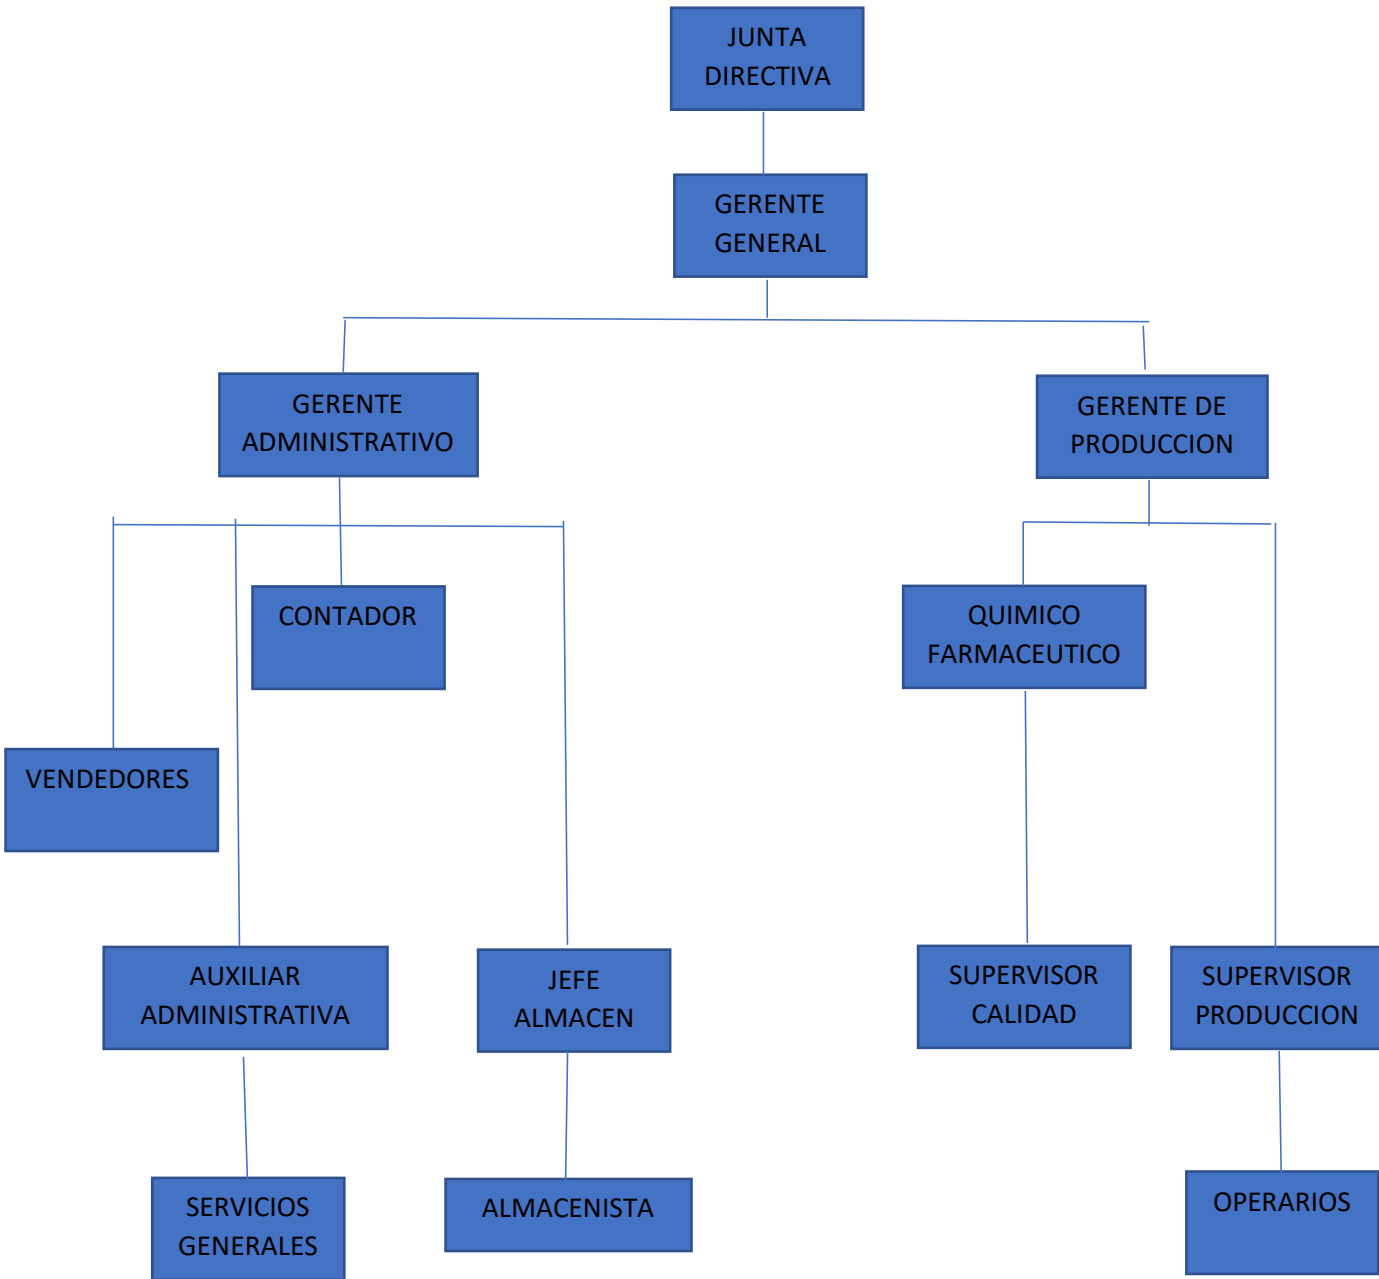 JUNTA
DIRECTIVA
GERENTE
GENERAL
GERENTE
ADMINISTRATIVO
GERENTE DE
PRODUCCION
CONTADOR
QUIMICO
FARMACEUTICO
VENDEDORES
AUXILIAR
ADMINISTRATIVA
JEFE
ALMACEN
SUPERVISOR
CALIDAD
SUPERVISOR
PRODUCCION
SERVICIOS
GENERALES
ALMACENISTA
OPERARIOS